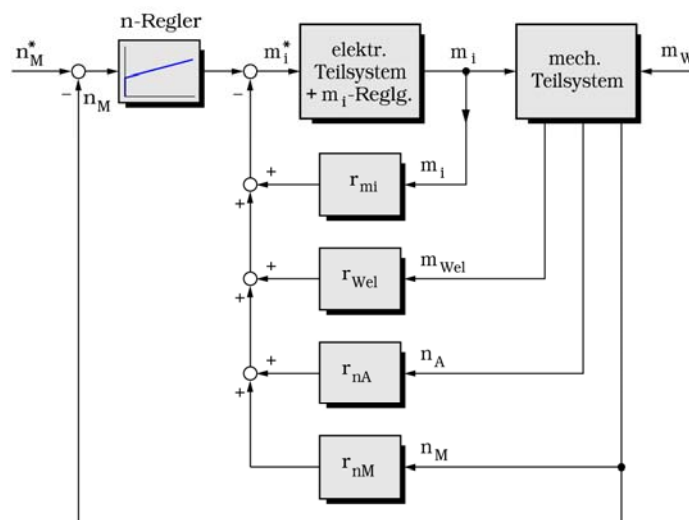 n-Regler
n*M
−
nM
m*i
−
elektr.
Teilsystem
+ mi-Reglg.
mi
mech.
Teilsystem
mW
+
+
rmi
mi
+
+
rWel
mWel
+
+
rnA
nA
rnM
nM